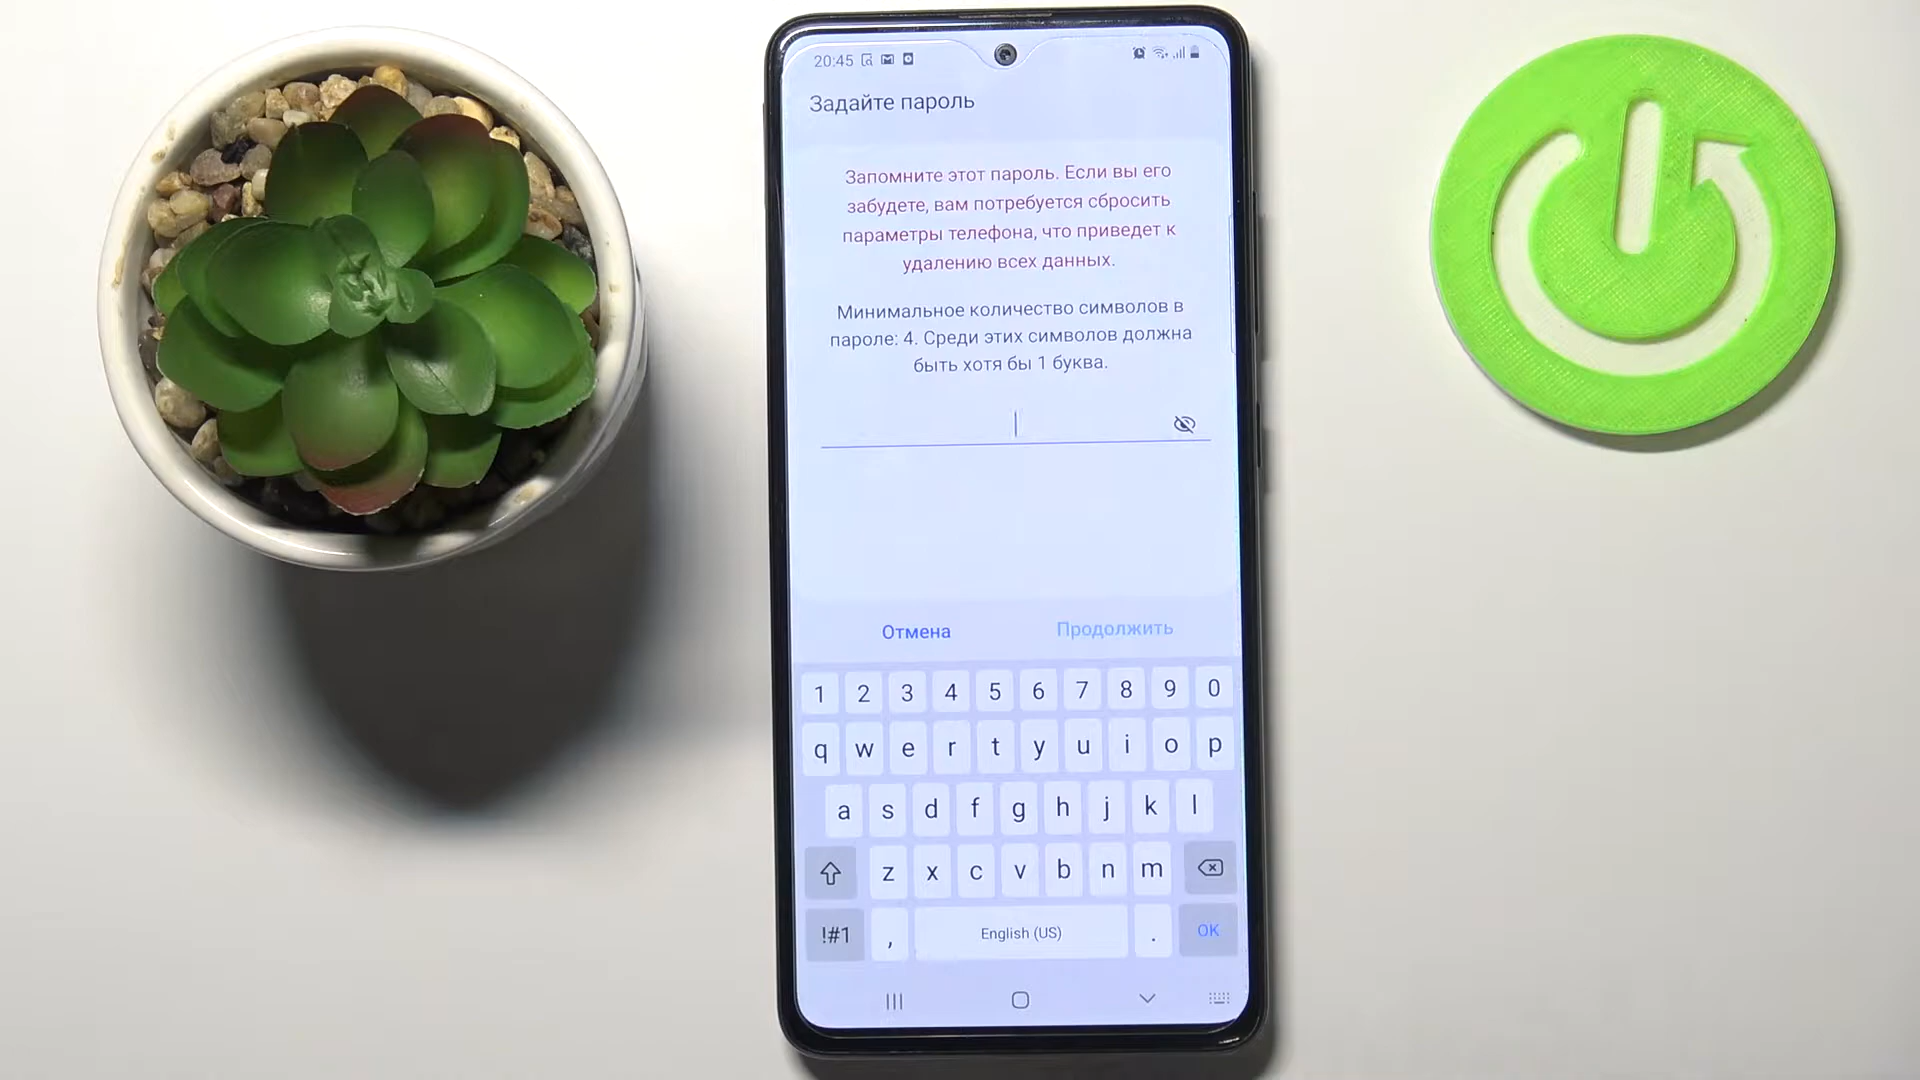 20:45
Задайте пароль
Запомните этот пароль. Если вы его
забудете, вам потребуется сбросить
параметры телефона, что приведет к
удалению всех данных.
Минимальное количество символов в
пароле: 4. Среди этих символов должна
быть хотя бы 1 буква.
Отмена Продолжить
1 2 3 4 5 6 7 8 9 0
q w e r t y u i o p
a s d f g h j k l
z x c v b n m
!#1 , English (US) . OK